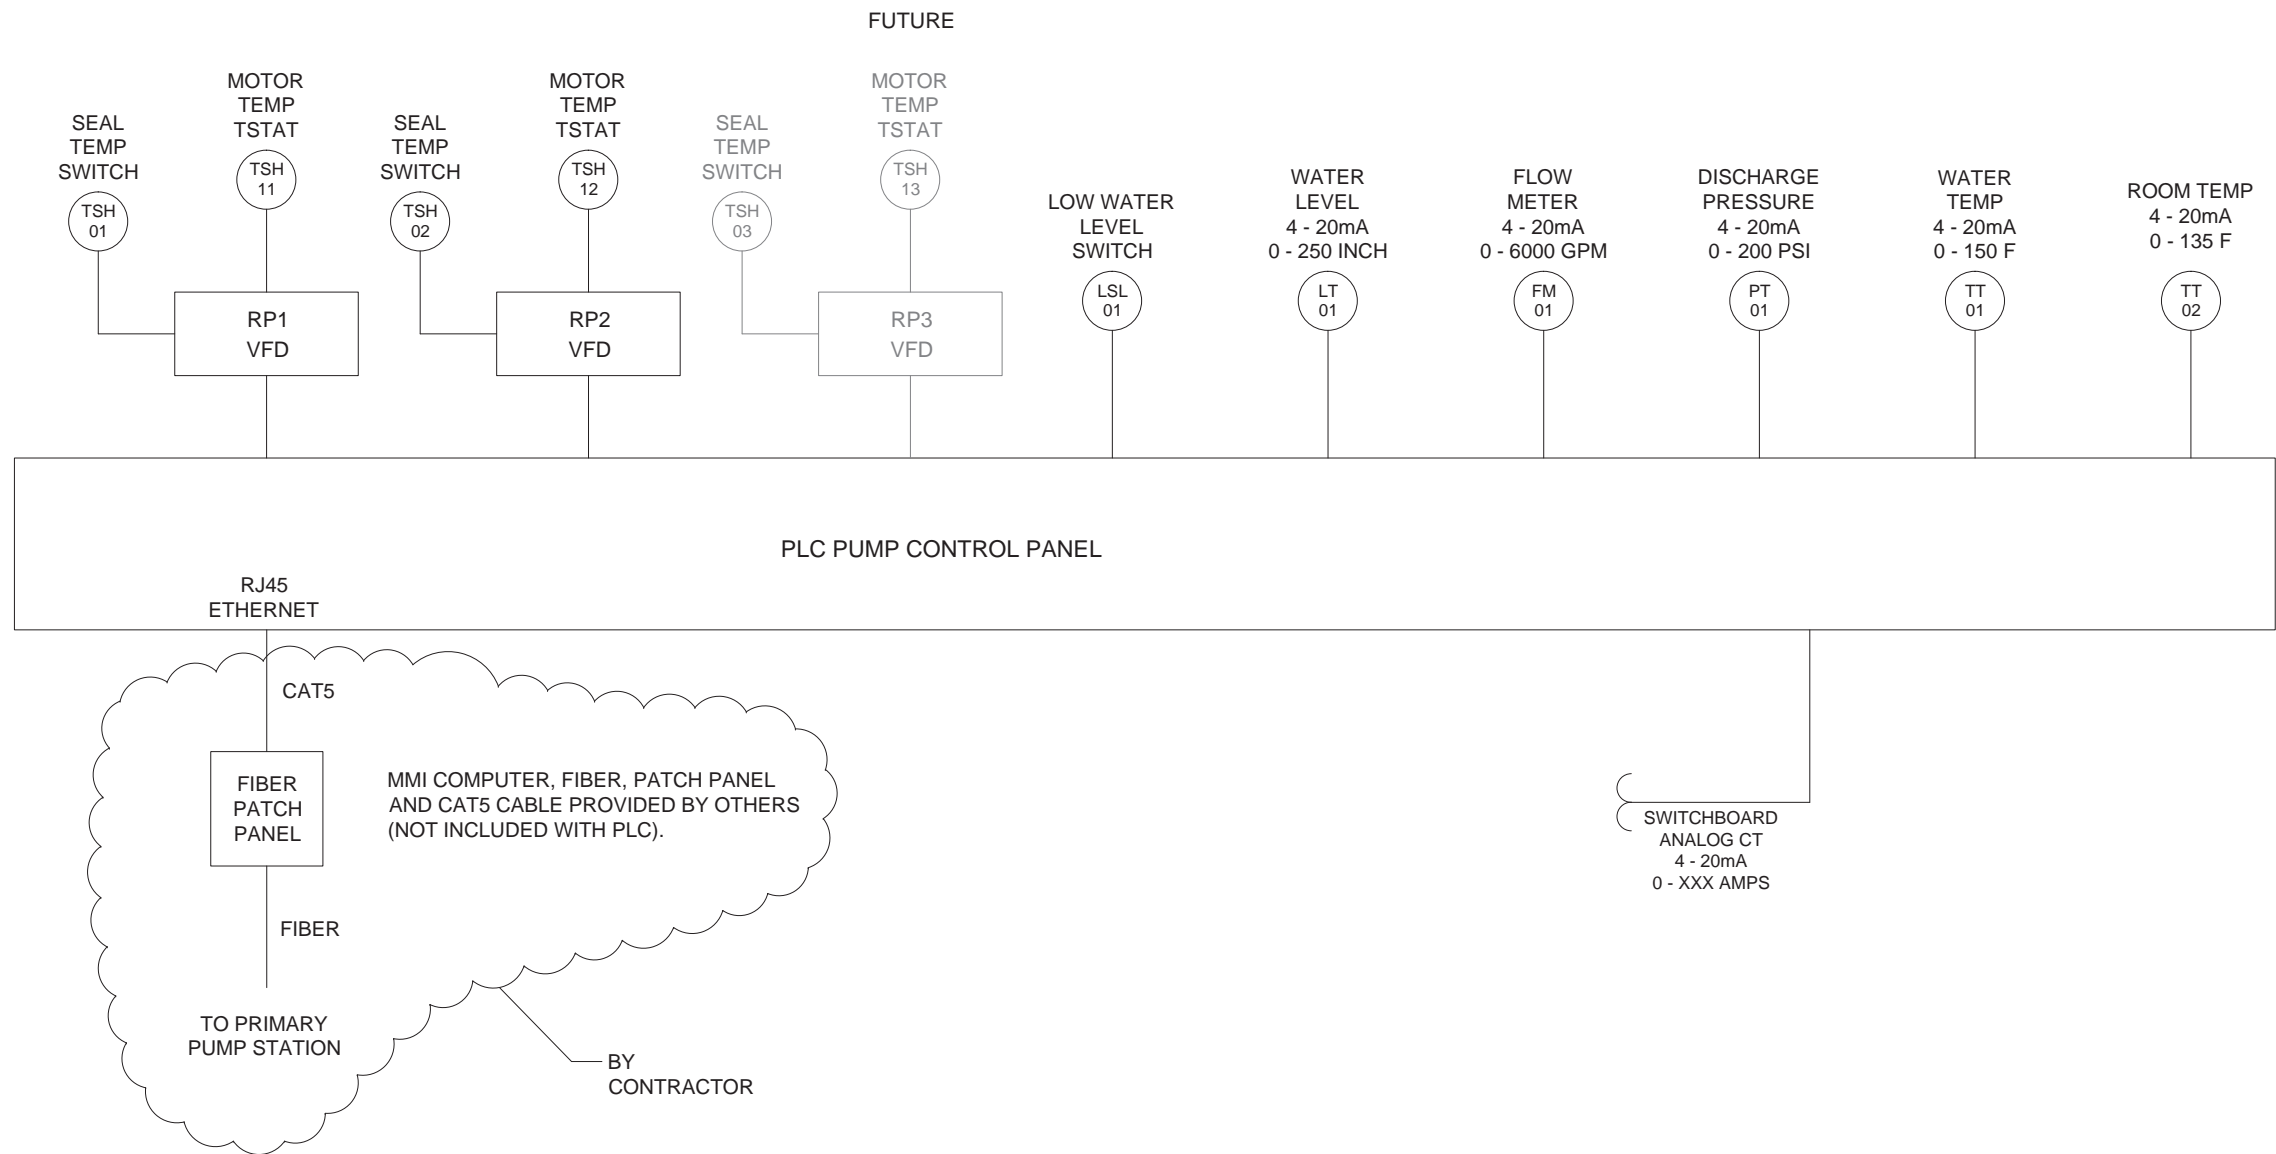 FUTURE
SEAL
TEMP
SWITCH
TSH
01
MOTOR
TEMP
TSTAT
TSH
11
RP1
VFD
SEAL
TEMP
SWITCH
TSH
02
MOTOR
TEMP
TSTAT
TSH
12
RP2
VFD
SEAL
TEMP
SWITCH
TSH
03
MOTOR
TEMP
TSTAT
TSH
13
RP3
VFD
LOW WATER
LEVEL
SWITCH
LSL
01
WATER
LEVEL
4 - 20mA
0 - 250 INCH
LT
01
FLOW
METER
4 - 20mA
0 - 6000 GPM
FM
01
DISCHARGE
PRESSURE
4 - 20mA
0 - 200 PSI
PT
01
WATER
TEMP
4 - 20mA
0 - 150 F
TT
01
ROOM TEMP
4 - 20mA
0 - 135 F
TT
02
PLC PUMP CONTROL PANEL
RJ45
ETHERNET
CAT5
FIBER
PATCH
PANEL
MMI COMPUTER, FIBER, PATCH PANEL
AND CAT5 CABLE PROVIDED BY OTHERS
(NOT INCLUDED WITH PLC).
FIBER
TO PRIMARY
PUMP STATION
BY
CONTRACTOR
SWITCHBOARD
ANALOG CT
4 - 20mA
0 - XXX AMPS